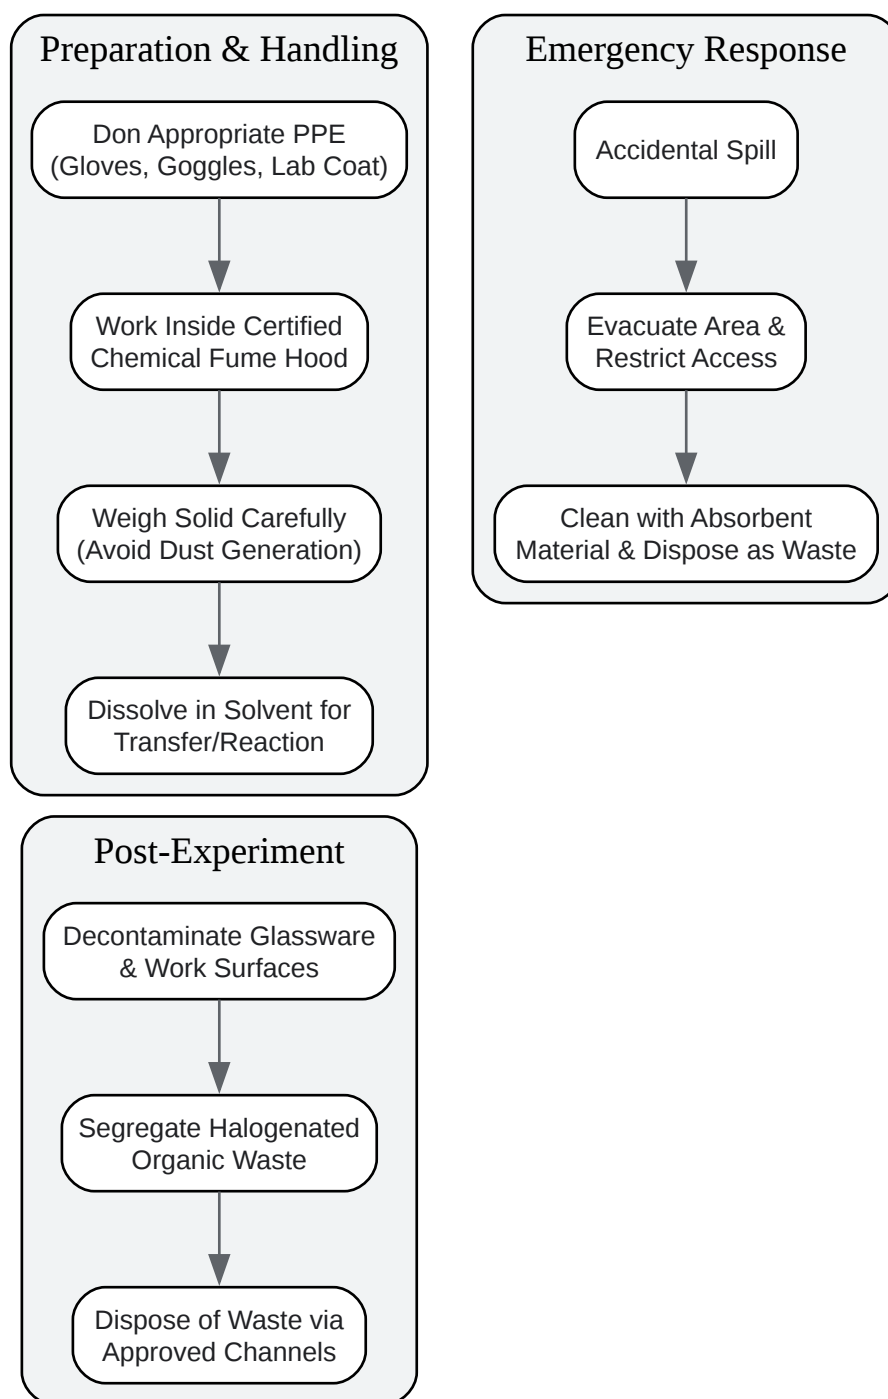 Preparation & Handling
Don Appropriate PPE
(Gloves, Goggles, Lab Coat)
Work Inside Certified
Chemical Fume Hood
Weigh Solid Carefully
(Avoid Dust Generation)
Dissolve in Solvent for
Transfer/Reaction
Emergency Response
Accidental Spill
Evacuate Area &
Restrict Access
Clean with Absorbent
Material & Dispose as Waste
Post-Experiment
Decontaminate Glassware
& Work Surfaces
Segregate Halogenated
Organic Waste
Dispose of Waste via
Approved Channels